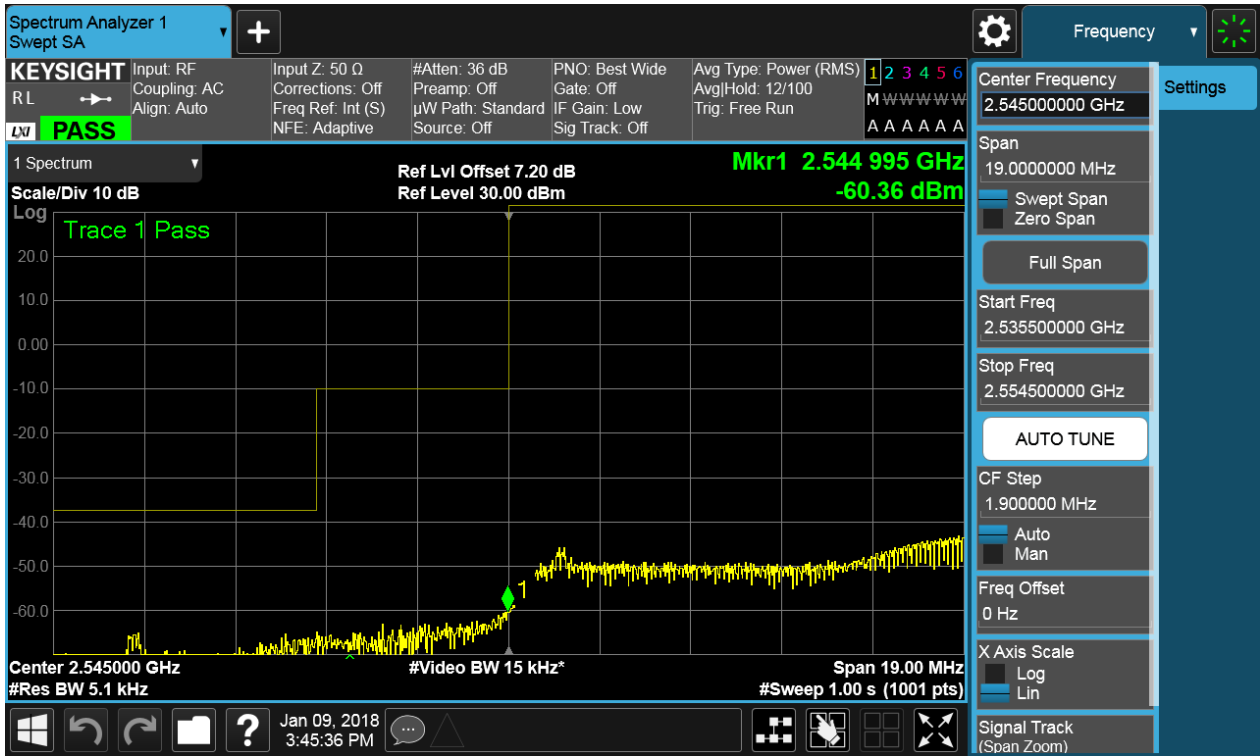 Spectrum Analyzer 1
Swept SA
+
Frequency
KEYSIGHT
R L
LXI
PASS
Input: RF
Coupling: AC
Align: Auto
Input Z: 50 Ω
Corrections: Off
Freq Ref: Int (S)
NFE: Adaptive
#Atten: 36 dB
Preamp: Off
µW Path: Standard
Source: Off
PNO: Best Wide
Gate: Off
IF Gain: Low
Sig Track: Off
Avg Type: Power (RMS)
Avg|Hold: 12/100
Trig: Free Run
1 2 3 4 5 6
M W W W W W
A A A A A A
1 Spectrum
Scale/Div 10 dB
Ref Lvl Offset 7.20 dB
Ref Level 30.00 dBm
Mkr1 2.544 995 GHz
-60.36 dBm
Log
Trace 1 Pass
20.0
10.0
0.00
-10.0
-20.0
-30.0
-40.0
-50.0
-60.0
1
Center 2.545000 GHz
#Res BW 5.1 kHz
#Video BW 15 kHz*
Span 19.00 MHz
#Sweep 1.00 s (1001 pts)
Center Frequency
2.545000000 GHz
Settings
Span
19.0000000 MHz
Swept Span
Zero Span
Full Span
Start Freq
2.535500000 GHz
Stop Freq
2.554500000 GHz
AUTO TUNE
CF Step
1.900000 MHz
Auto
Man
Freq Offset
0 Hz
X Axis Scale
Log
Lin
Signal Track
(Span Zoom)
?
Jan 09, 2018
3:45:36 PM